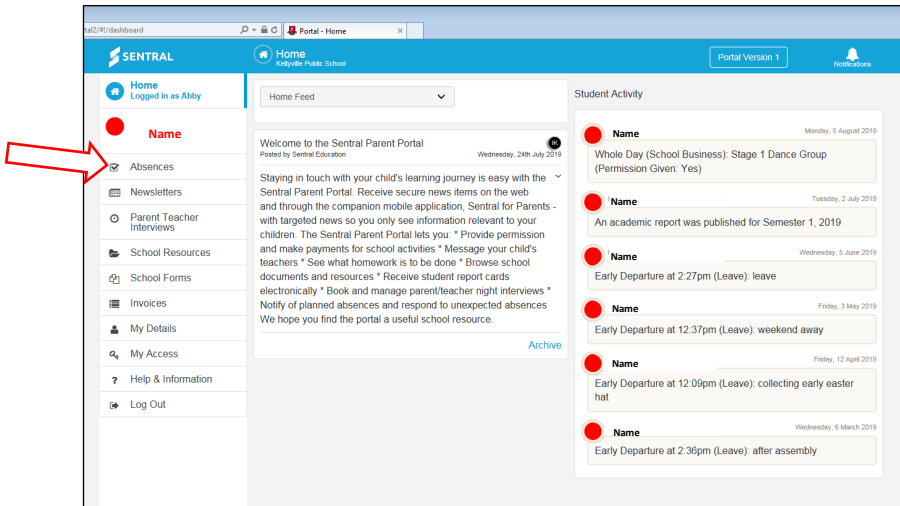 tal2/#!/dashboard
Portal - Home
SENTRAL
Home
Kellyville Public School
Portal Version 1
Notifications
Home
Logged in as Abby
Name
Absences
Newsletters
Parent Teacher
Interviews
School Resources
School Forms
Invoices
My Details
My Access
Help & Information
Log Out
Home Feed
Welcome to the Sentral Parent Portal
IK
Posted by Sentral Education
Wednesday, 24th July 2019
Staying in touch with your child's learning journey is easy with the
Sentral Parent Portal. Receive secure news items on the web
and through the companion mobile application, Sentral for Parents -
with targeted news so you only see information relevant to your
children. The Sentral Parent Portal lets you: * Provide permission
and make payments for school activities * Message your child's
teachers * See what homework is to be done * Browse school
documents and resources * Receive student report cards
electronically * Book and manage parent/teacher night interviews *
Notify of planned absences and respond to unexpected absences
We hope you find the portal a useful school resource.
Archive
Student Activity
Name
Monday, 5 August 2019
Whole Day (School Business): Stage 1 Dance Group
(Permission Given: Yes)
Name
Tuesday, 2 July 2019
An academic report was published for Semester 1, 2019
Name
Wednesday, 5 June 2019
Early Departure at 2:27pm (Leave): leave
Name
Friday, 3 May 2019
Early Departure at 12:37pm (Leave): weekend away
Name
Friday, 12 April 2019
Early Departure at 12:09pm (Leave): collecting early easter
hat
Name
Wednesday, 6 March 2019
Early Departure at 2:36pm (Leave): after assembly